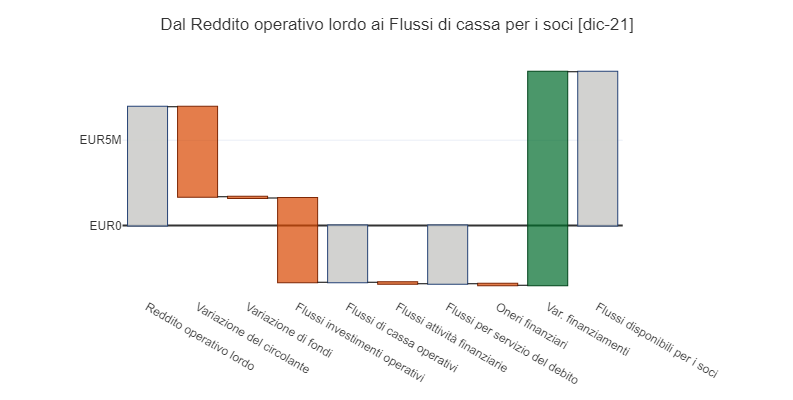 Dal Reddito operativo lordo ai Flussi di cassa per i soci [dic-21]
EUR5M
EUR0
Reddito operativo lordo
Variazione del circolante
Variazione di fondi
Flussi investimenti operativi
Flussi di cassa operativi
Flussi attività finanziarie
Flussi per servizio del debito
Oneri finanziari
Var. finanziamenti
Flussi disponibili per i soci